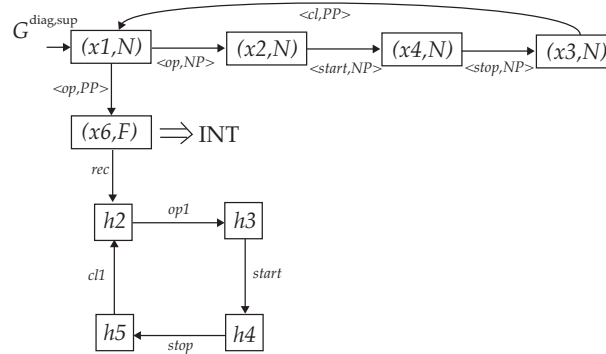 <cl,PP>
G^diag,sup
(x1,N) (x2,N) (x4,N) (x3,N)
<op,NP> <start,NP> <stop,NP>
<op,PP>
(x6,F) INT
rec
op1
h2 h3
cl1 start
h5 h4
stop